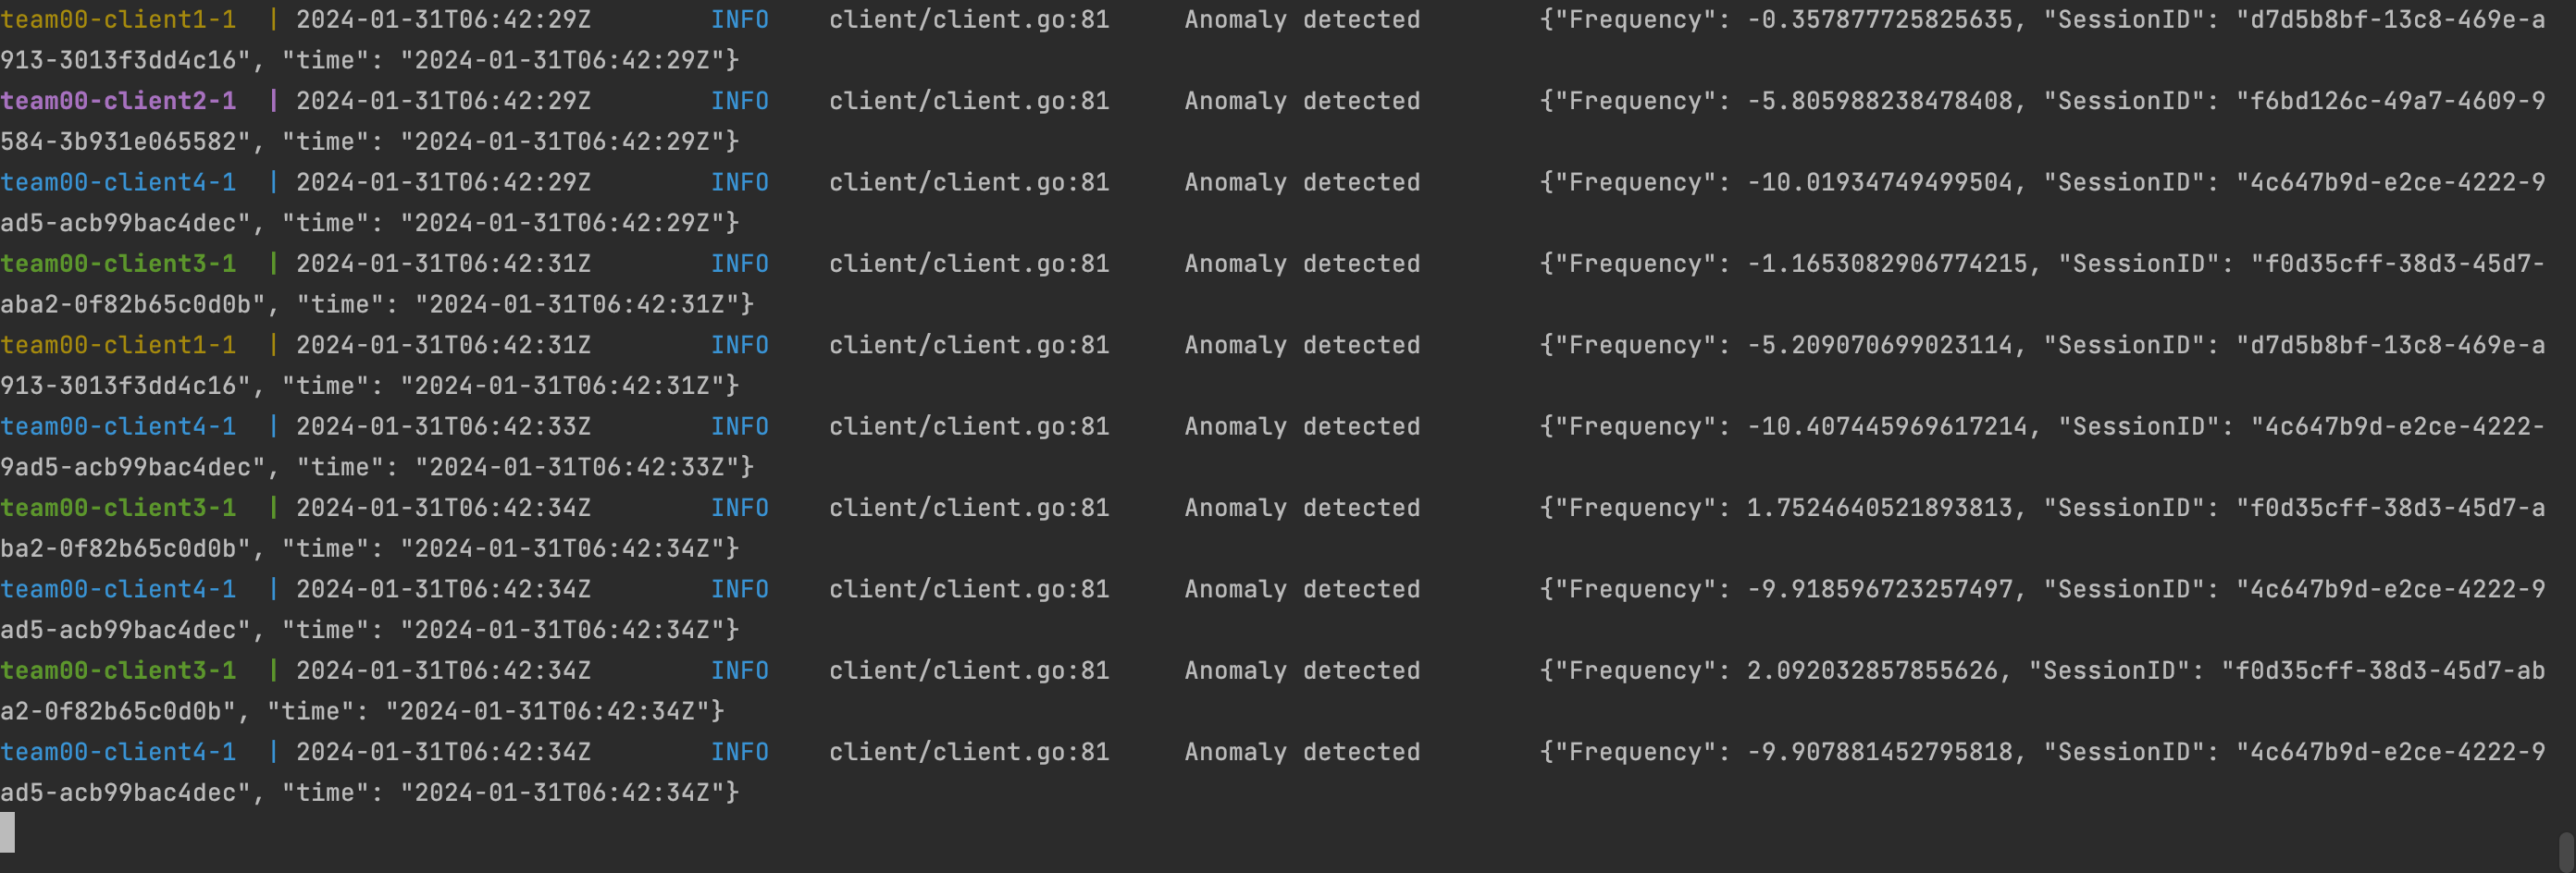 team00-client1-1  | 2024-01-31T06:42:29Z        INFO    client/client.go:81     Anomaly detected        {"Frequency": -0.357877725825635, "SessionID": "d7d5b8bf-13c8-469e-a
913-3013f3dd4c16", "time": "2024-01-31T06:42:29Z"}
team00-client2-1  | 2024-01-31T06:42:29Z        INFO    client/client.go:81     Anomaly detected        {"Frequency": -5.805988238478408, "SessionID": "f6bd126c-49a7-4609-9
584-3b931e065582", "time": "2024-01-31T06:42:29Z"}
team00-client4-1  | 2024-01-31T06:42:29Z        INFO    client/client.go:81     Anomaly detected        {"Frequency": -10.01934749499504, "SessionID": "4c647b9d-e2ce-4222-9
ad5-acb99bac4dec", "time": "2024-01-31T06:42:29Z"}
team00-client3-1  | 2024-01-31T06:42:31Z        INFO    client/client.go:81     Anomaly detected        {"Frequency": -1.1653082906774215, "SessionID": "f0d35cff-38d3-45d7-
aba2-0f82b65c0d0b", "time": "2024-01-31T06:42:31Z"}
team00-client1-1  | 2024-01-31T06:42:31Z        INFO    client/client.go:81     Anomaly detected        {"Frequency": -5.209070699023114, "SessionID": "d7d5b8bf-13c8-469e-a
913-3013f3dd4c16", "time": "2024-01-31T06:42:31Z"}
team00-client4-1  | 2024-01-31T06:42:33Z        INFO    client/client.go:81     Anomaly detected        {"Frequency": -10.407445969617214, "SessionID": "4c647b9d-e2ce-4222-
9ad5-acb99bac4dec", "time": "2024-01-31T06:42:33Z"}
team00-client3-1  | 2024-01-31T06:42:34Z        INFO    client/client.go:81     Anomaly detected        {"Frequency": 1.7524640521893813, "SessionID": "f0d35cff-38d3-45d7-a
ba2-0f82b65c0d0b", "time": "2024-01-31T06:42:34Z"}
team00-client4-1  | 2024-01-31T06:42:34Z        INFO    client/client.go:81     Anomaly detected        {"Frequency": -9.918596723257497, "SessionID": "4c647b9d-e2ce-4222-9
ad5-acb99bac4dec", "time": "2024-01-31T06:42:34Z"}
team00-client3-1  | 2024-01-31T06:42:34Z        INFO    client/client.go:81     Anomaly detected        {"Frequency": 2.092032857855626, "SessionID": "f0d35cff-38d3-45d7-ab
a2-0f82b65c0d0b", "time": "2024-01-31T06:42:34Z"}
team00-client4-1  | 2024-01-31T06:42:34Z        INFO    client/client.go:81     Anomaly detected        {"Frequency": -9.907881452795818, "SessionID": "4c647b9d-e2ce-4222-9
ad5-acb99bac4dec", "time": "2024-01-31T06:42:34Z"}